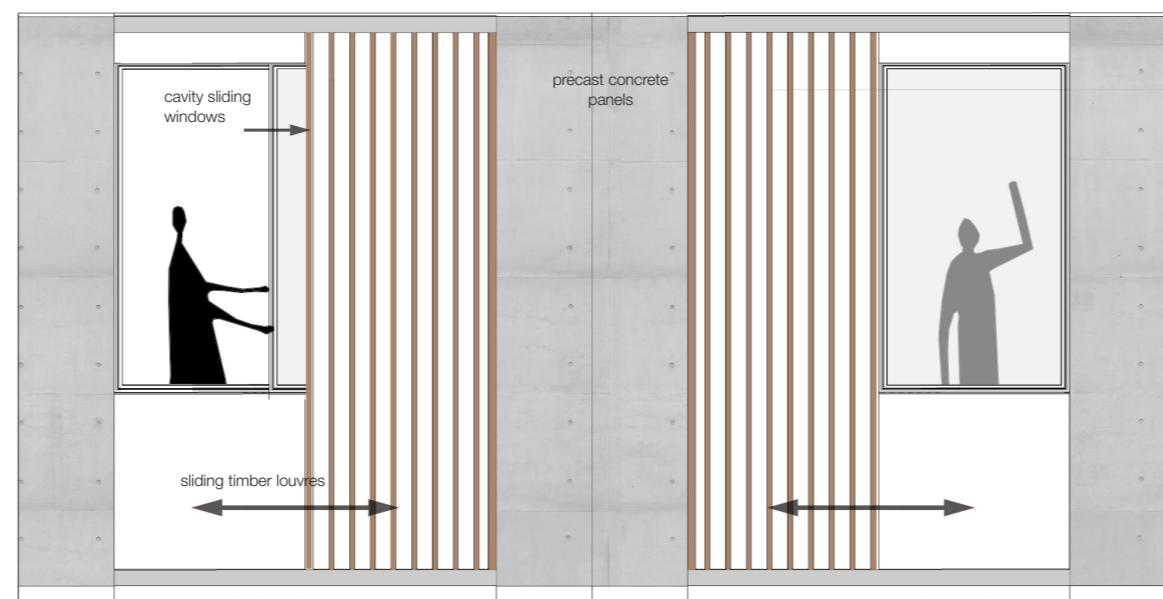 cavity sliding
windows
precast concrete
panels
sliding timber louvres